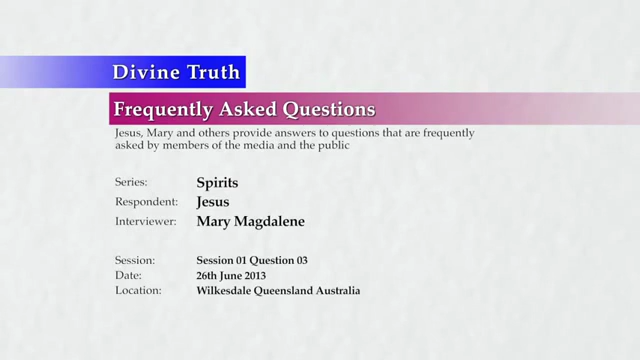 Divine Truth
Frequently Asked Questions
Jesus, Mary and others provide answers to questions that are frequently
asked by members of the media and the public
Series: Spirits
Respondent: Jesus
Interviewer: Mary Magdalene
Session: Session 01 Question 03
Date: 26th June 2013
Location: Wilkesdale Queensland Australia